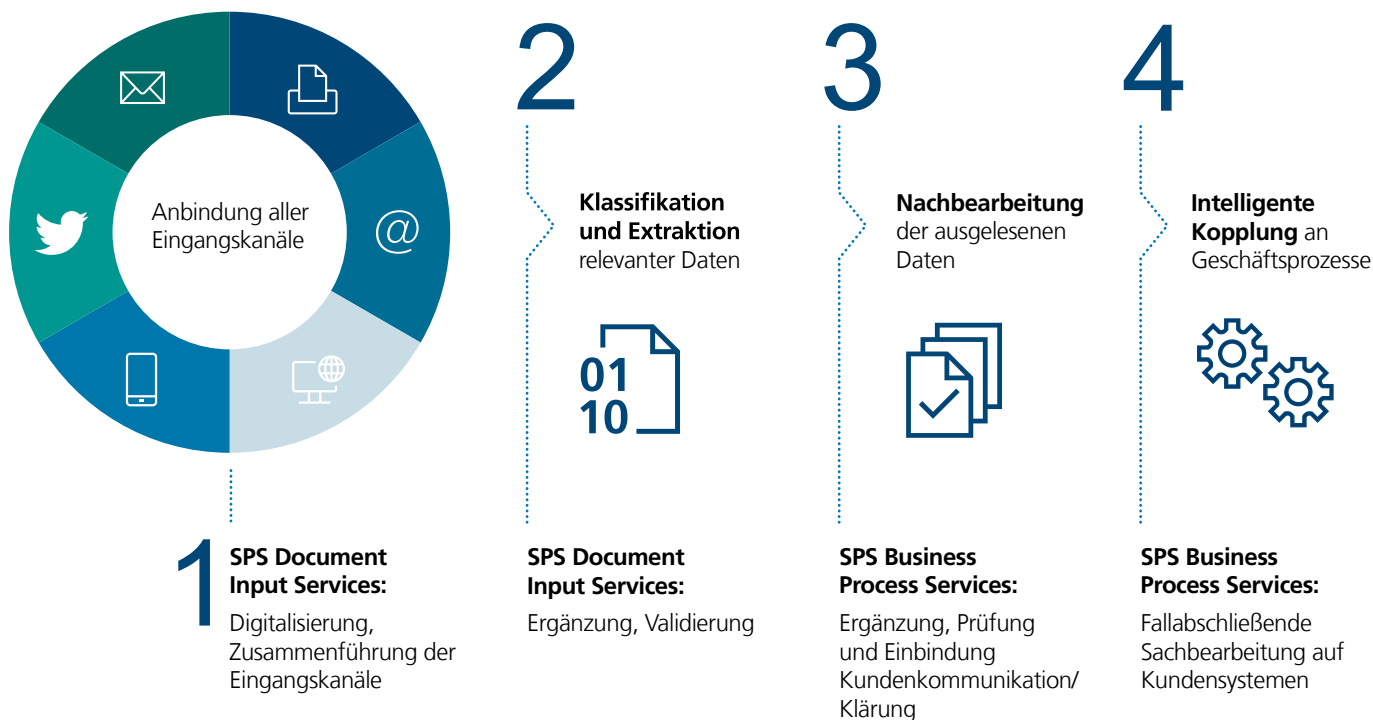 Anbindung aller
Eingangskanäle
@
1
SPS Document
Input Services:
Digitalisierung,
Zusammenführung der
Eingangskanäle
2
Klassifikation
und Extraktion
relevanter Daten
01
10
SPS Document
Input Services:
Ergänzung, Validierung
3
Nachbearbeitung
der ausgelesenen
Daten
SPS Business
Process Services:
Ergänzung, Prüfung
und Einbindung
Kundenkommunikation/
Klärung
4
Intelligente
Kopplung an
Geschäftsprozesse
SPS Business
Process Services:
Fallabschließende
Sachbearbeitung auf
Kundensystemen